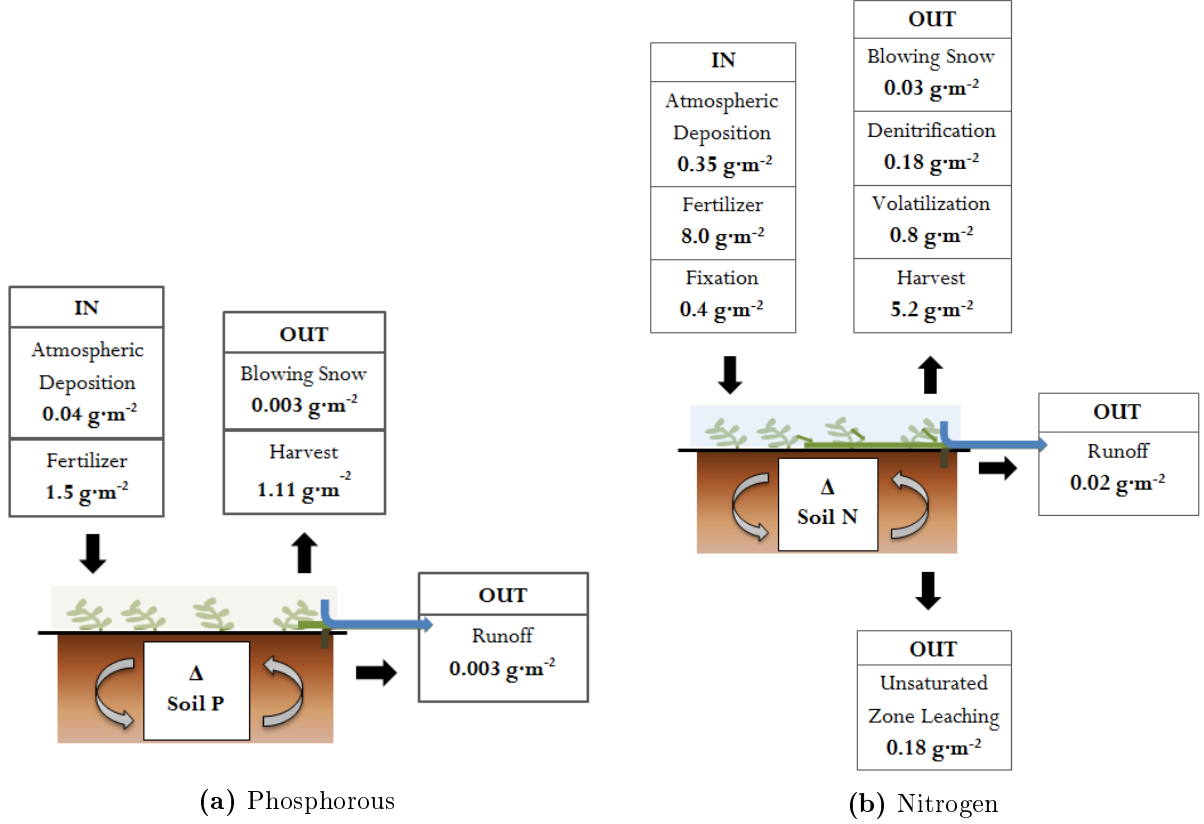 IN
Atmospheric
Deposition
0.04 g·m⁻²
Fertilizer
1.5 g·m⁻²
OUT
Blowing Snow
0.003 g·m⁻²
Harvest
1.11 g·m⁻²
OUT
Runoff
0.003 g·m⁻²
Δ
Soil P
(a) Phosphorous
IN
Atmospheric
Deposition
0.35 g·m⁻²
Fertilizer
8.0 g·m⁻²
Fixation
0.4 g·m⁻²
OUT
Blowing Snow
0.03 g·m⁻²
Denitrification
0.18 g·m⁻²
Volatilization
0.8 g·m⁻²
Harvest
5.2 g·m⁻²
OUT
Runoff
0.02 g·m⁻²
Δ
Soil N
OUT
Unsaturated
Zone Leaching
0.18 g·m⁻²
(b) Nitrogen